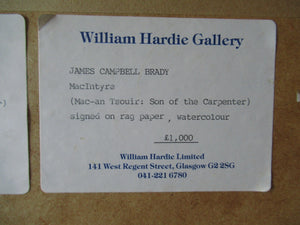 William Hardie Gallery
JAMES CAMPBELL BRADY
MacIntyre
(Mac-an Tsouir: Son of the Carpenter)
signed on rag paper , watercolour
£1,000
William Hardie Limited
141 West Regent Street, Glasgow G2 2SG
041-221 6780